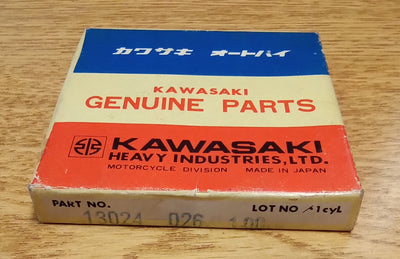 カワサキ オートバイ
KAWASAKI
GENUINE PARTS
KAWASAKI
HEAVY INDUSTRIES, LTD.
MOTORCYCLE DIVISION MADE IN JAPAN
PART NO. LOT NO 1cyL
13024 026 100